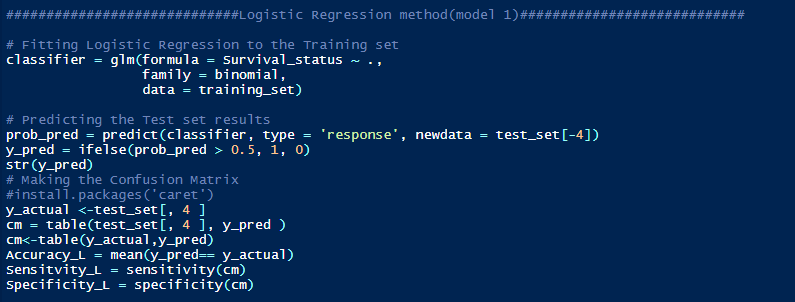 #############################Logistic Regression method(model 1)############################
# Fitting Logistic Regression to the Training set
classifier = glm(formula = Survival_status ~ .,
family = binomial,
data = training_set)
# Predicting the Test set results
prob_pred = predict(classifier, type = 'response', newdata = test_set[-4])
y_pred = ifelse(prob_pred > 0.5, 1, 0)
str(y_pred)
# Making the Confusion Matrix
#install.packages('caret')
y_actual <-test_set[, 4 ]
cm = table(test_set[, 4 ], y_pred )
cm<-table(y_actual,y_pred)
Accuracy_L = mean(y_pred== y_actual)
Sensitvity_L = sensitivity(cm)
Specificity_L = specificity(cm)